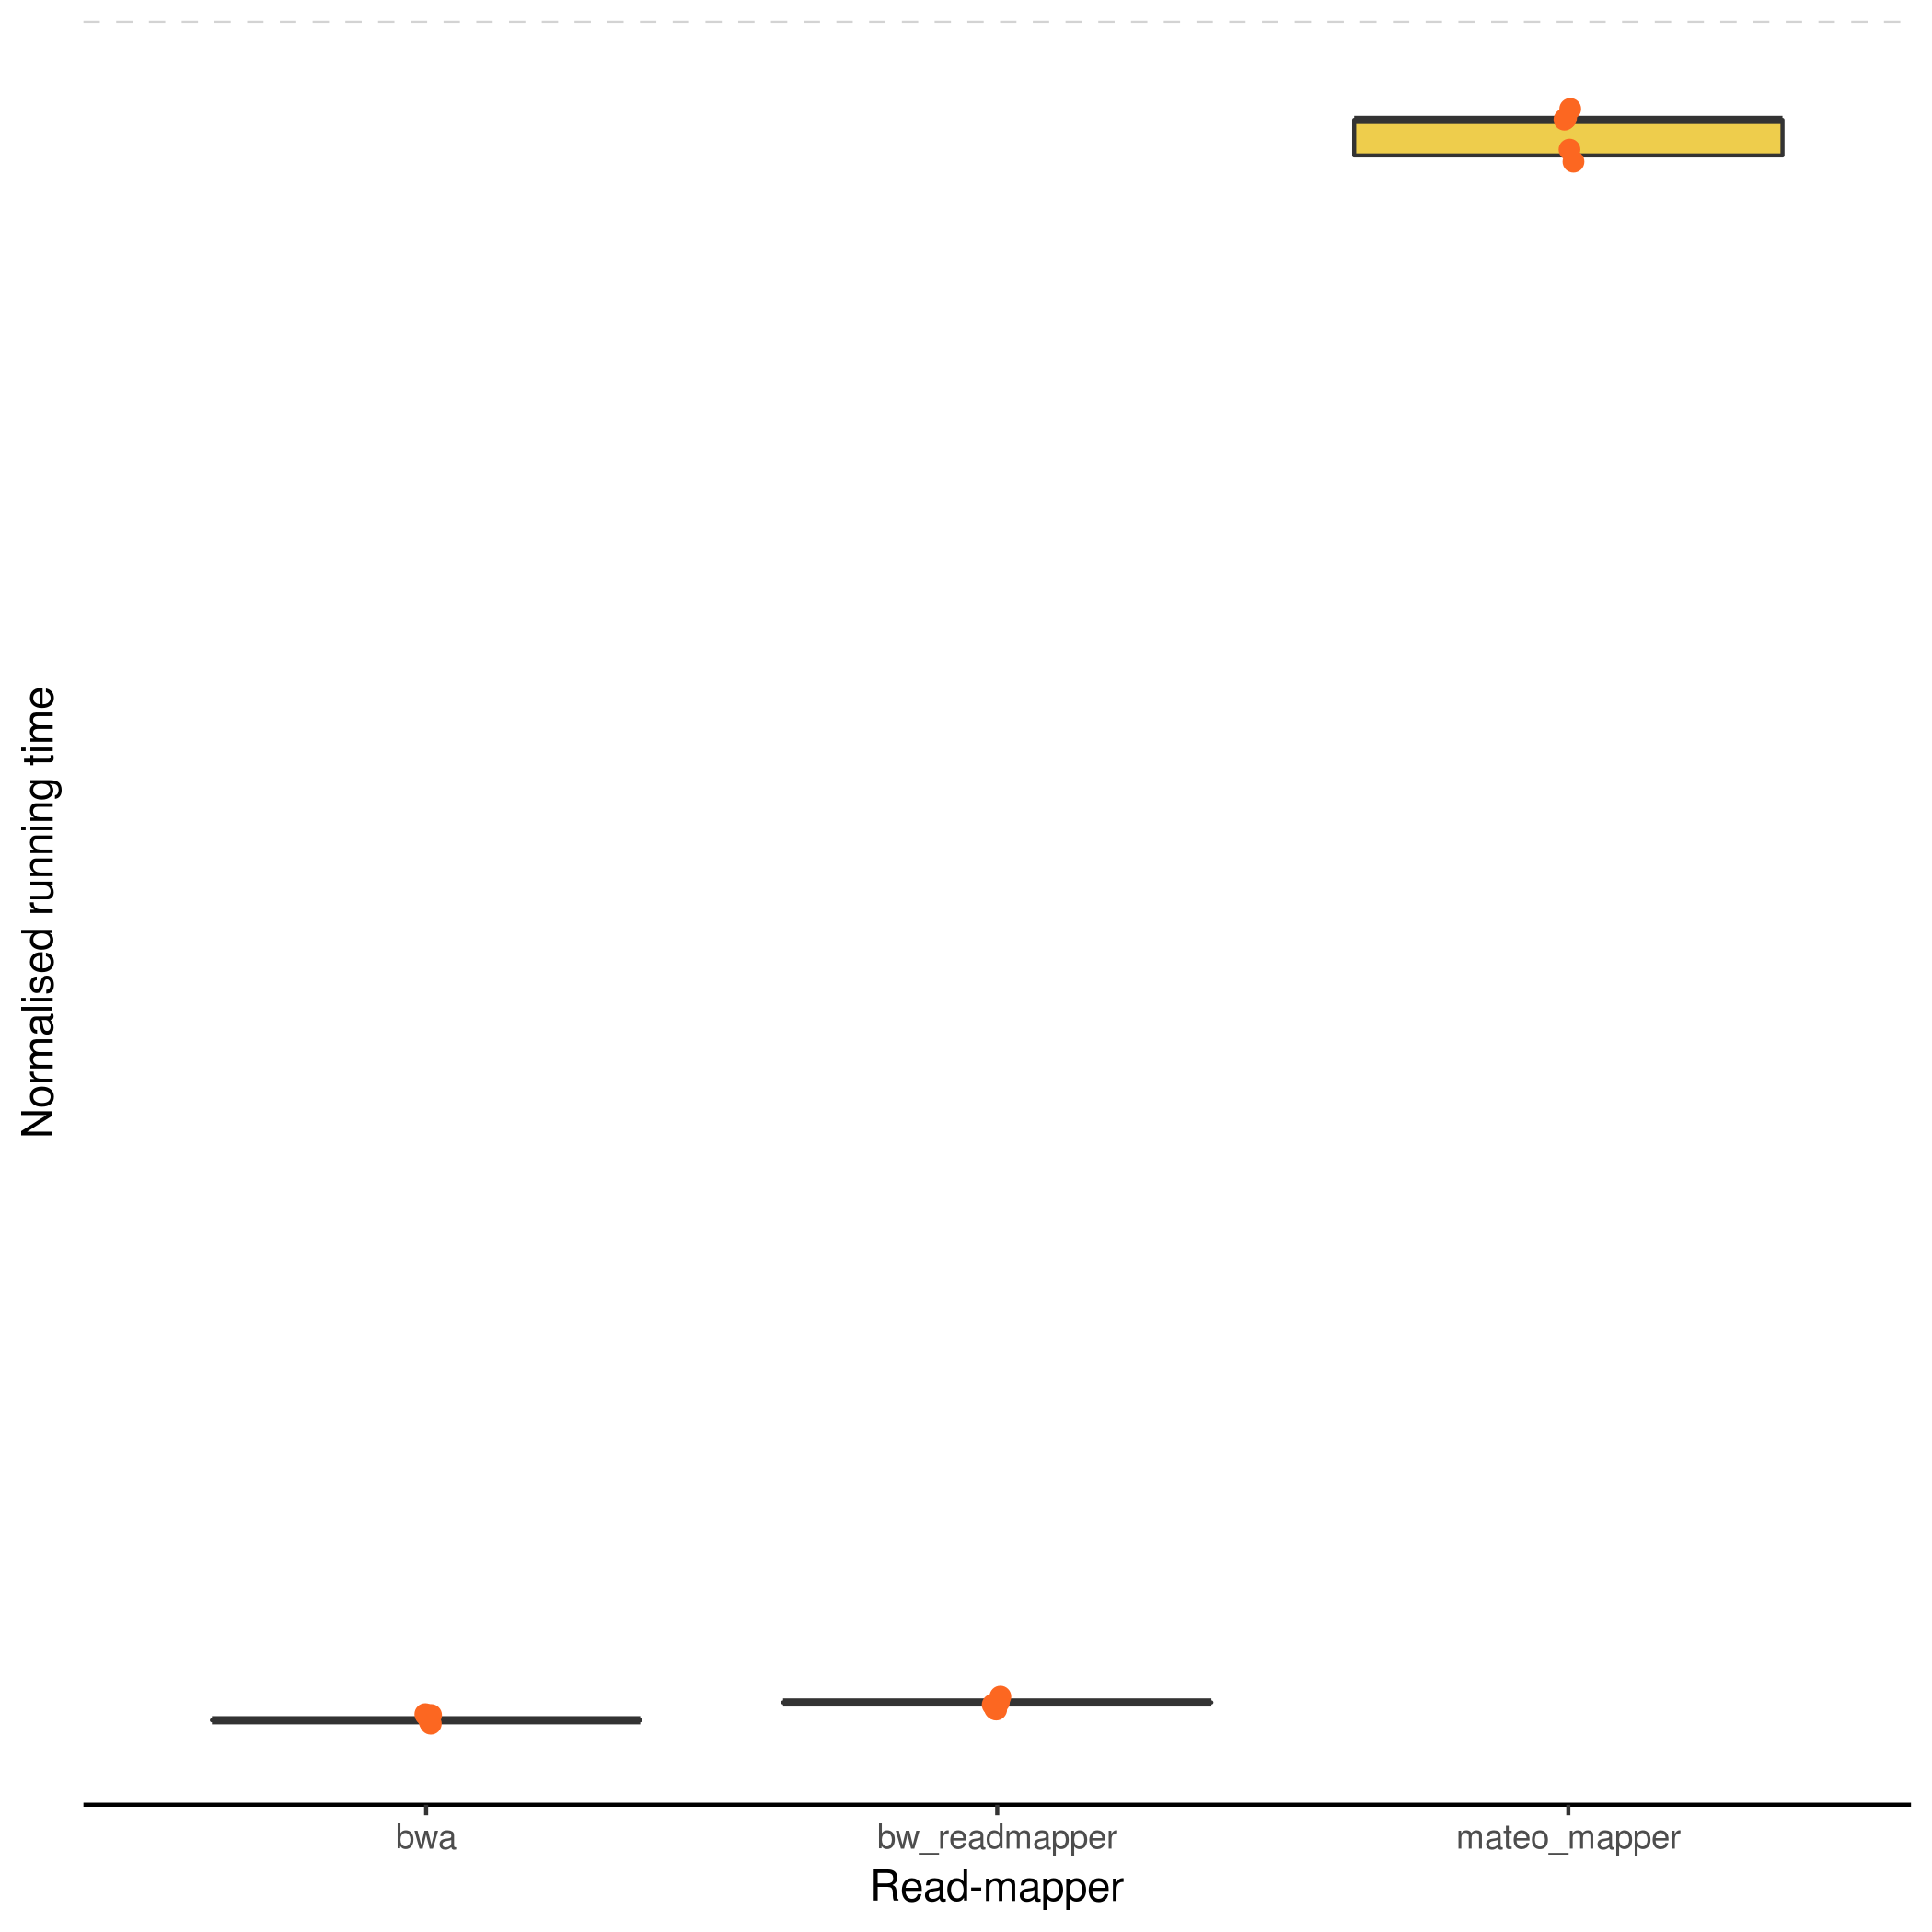 Normalised running time
bwa
bw_readmapper
mateo_mapper
Read-mapper